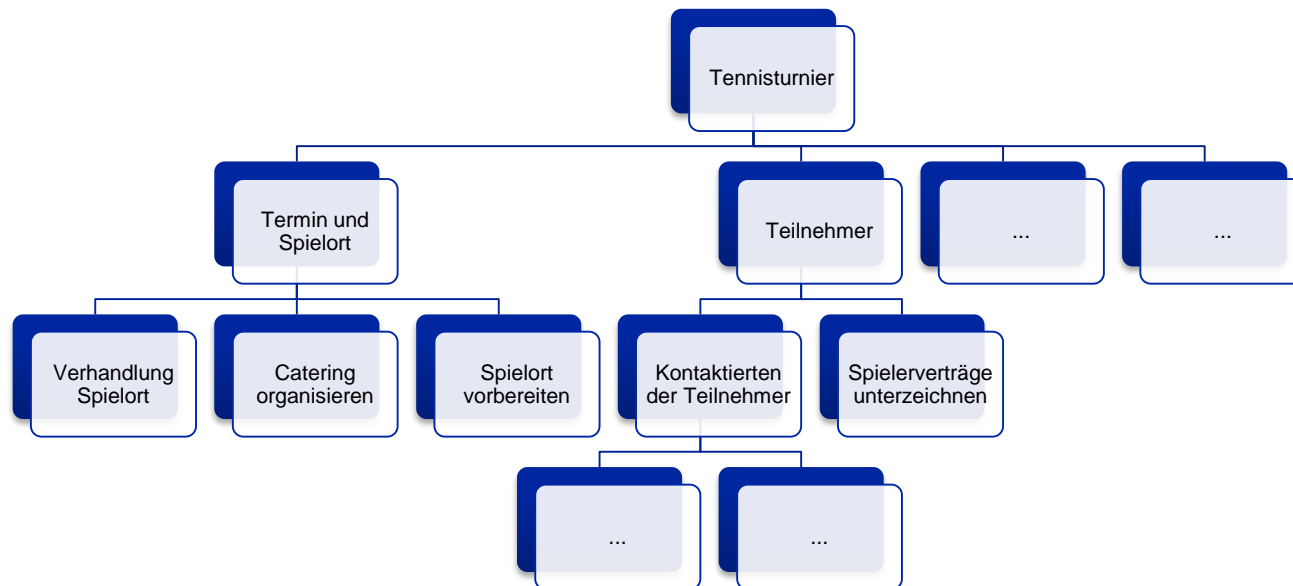 Tennisturnier
Termin und
Spielort
Teilnehmer
...
...
Verhandlung
Spielort
Catering
organisieren
Spielort
vorbereiten
Kontaktierten
der Teilnehmer
Spielerverträge
unterzeichnen
...
...